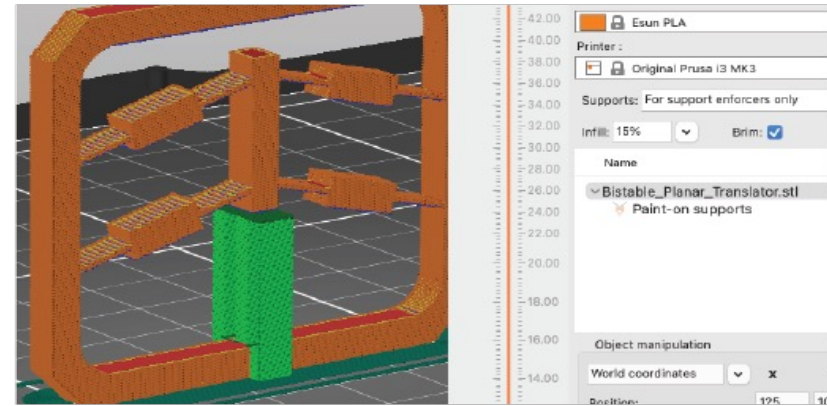 42.00
40.00
38.00
36.00
34.00
32.00
30.00
28.00
26.00
24.00
22.00
20.00
18.00
16.00
14.00
Esun PLA
Printer :
Original Prusa i3 MK3
Supports: For support enforcers only
Infill: 15% Brim:
Name
Bistable_Planar_Translator.stl
Paint-on supports
Object manipulation
World coordinates x
Position: 125 10